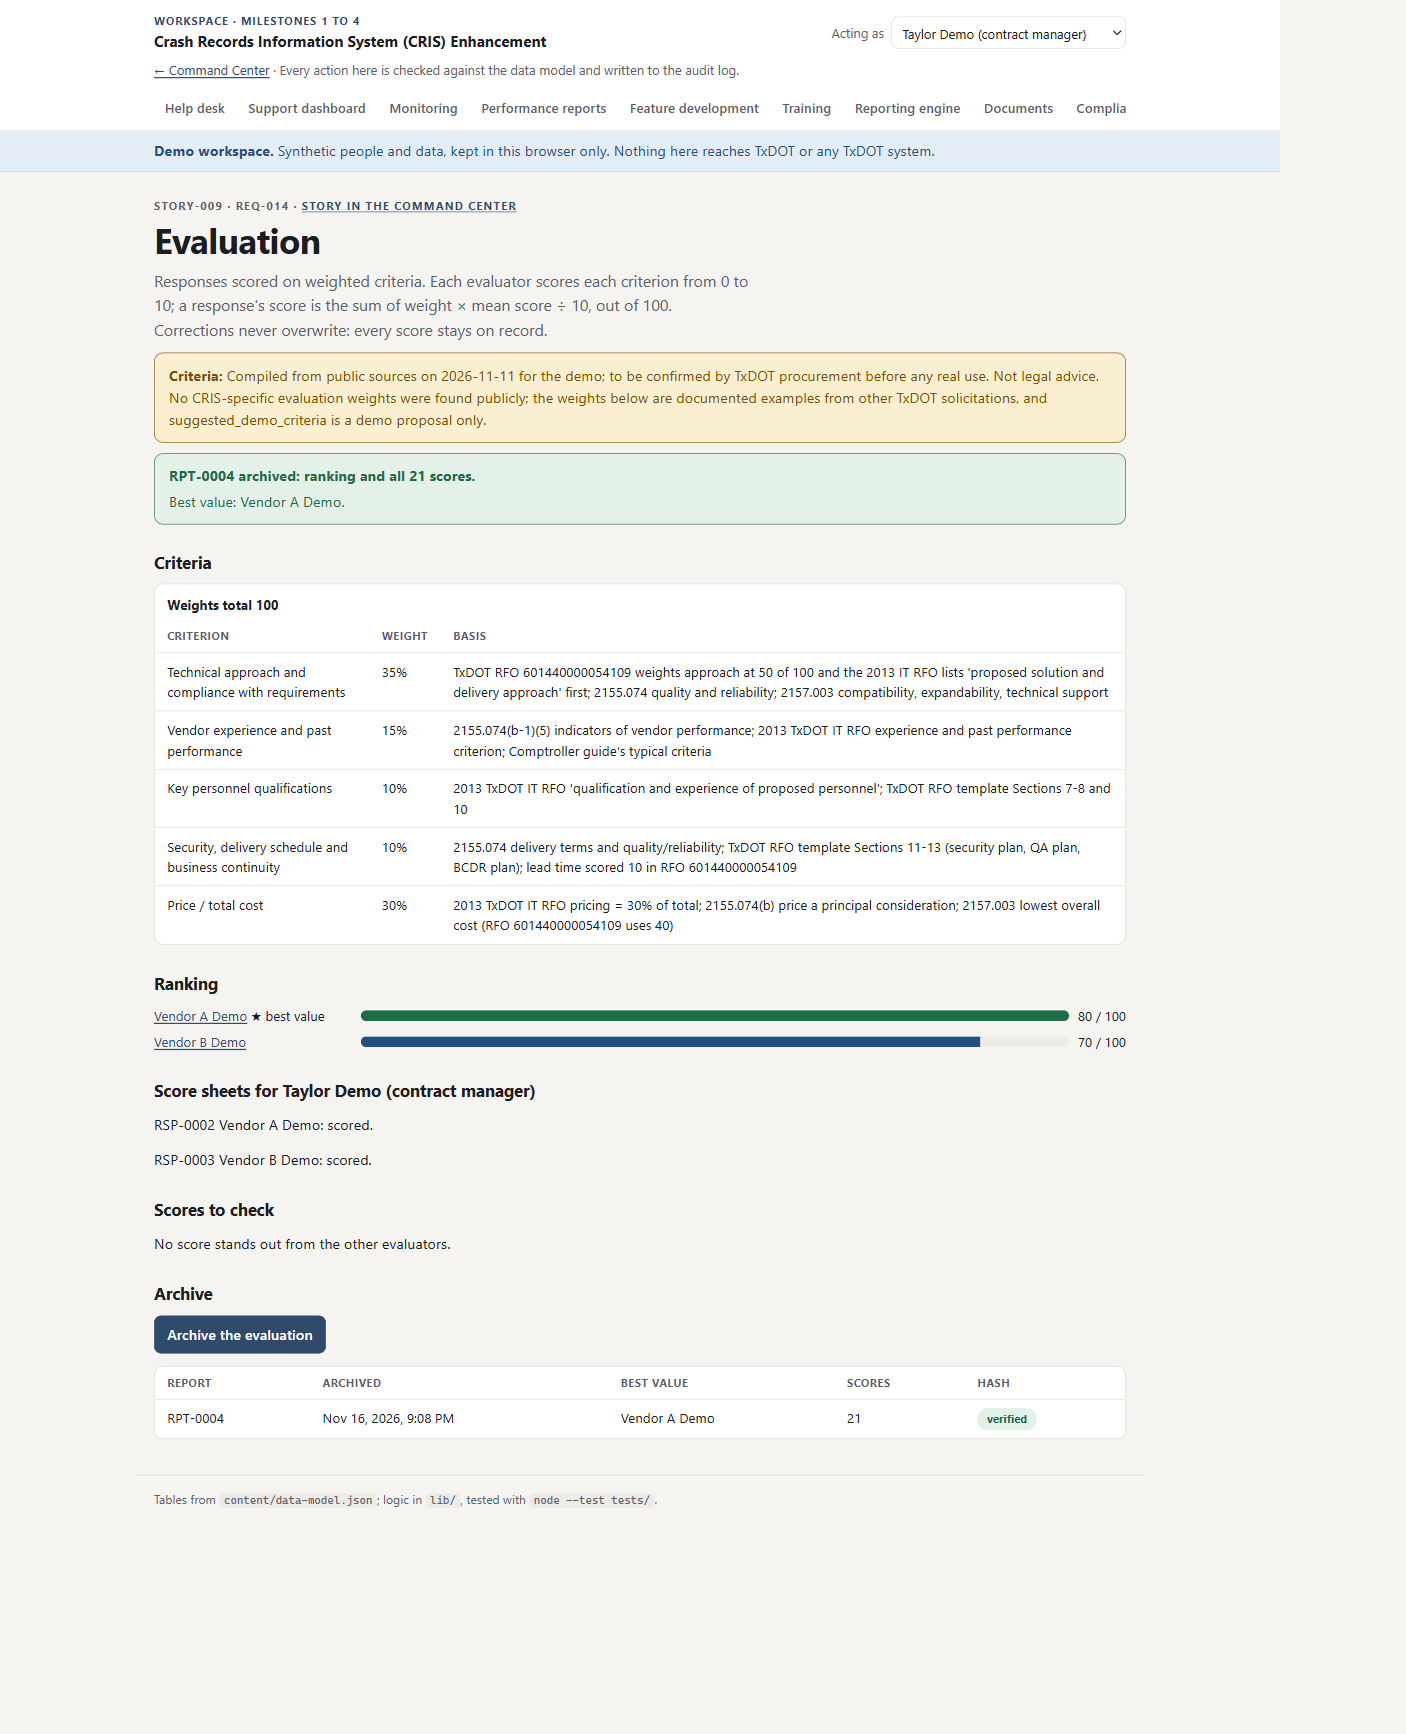 WORKSPACE · MILESTONES 1 TO 4
Crash Records Information System (CRIS) Enhancement
Acting as Taylor Demo (contract manager)
← Command Center · Every action here is checked against the data model and written to the audit log.
Help desk Support dashboard Monitoring Performance reports Feature development Training Reporting engine Documents Complia
Demo workspace. Synthetic people and data, kept in this browser only. Nothing here reaches TxDOT or any TxDOT system.
STORY-009 · REQ-014 · STORY IN THE COMMAND CENTER
Evaluation
Responses scored on weighted criteria. Each evaluator scores each criterion from 0 to
10; a response's score is the sum of weight × mean score ÷ 10, out of 100.
Corrections never overwrite: every score stays on record.
Criteria: Compiled from public sources on 2026-11-11 for the demo; to be confirmed by TxDOT procurement before any real use. Not legal advice.
No CRIS-specific evaluation weights were found publicly; the weights below are documented examples from other TxDOT solicitations, and
suggested_demo_criteria is a demo proposal only.
RPT-0004 archived: ranking and all 21 scores.
Best value: Vendor A Demo.
Criteria
Weights total 100
CRITERION WEIGHT BASIS
Technical approach and
compliance with requirements
35%
TxDOT RFO 601440000054109 weights approach at 50 of 100 and the 2013 IT RFO lists 'proposed solution and
delivery approach' first; 2155.074 quality and reliability; 2157.003 compatibility, expandability, technical support
Vendor experience and past
performance
15%
2155.074(b-1)(5) indicators of vendor performance; 2013 TxDOT IT RFO experience and past performance
criterion; Comptroller guide's typical criteria
Key personnel qualifications
10%
2013 TxDOT IT RFO 'qualification and experience of proposed personnel'; TxDOT RFO template Sections 7-8 and
10
Security, delivery schedule and
business continuity
10%
2155.074 delivery terms and quality/reliability; TxDOT RFO template Sections 11-13 (security plan, QA plan,
BCDR plan); lead time scored 10 in RFO 601440000054109
Price / total cost
30%
2013 TxDOT IT RFO pricing = 30% of total; 2155.074(b) price a principal consideration; 2157.003 lowest overall
cost (RFO 601440000054109 uses 40)
Ranking
Vendor A Demo ★ best value 80 / 100
Vendor B Demo 70 / 100
Score sheets for Taylor Demo (contract manager)
RSP-0002 Vendor A Demo: scored.
RSP-0003 Vendor B Demo: scored.
Scores to check
No score stands out from the other evaluators.
Archive
Archive the evaluation
REPORT ARCHIVED BEST VALUE SCORES HASH
RPT-0004 Nov 16, 2026, 9:08 PM Vendor A Demo 21 verified
Tables from content/data-model.json; logic in lib/, tested with node --test tests/.